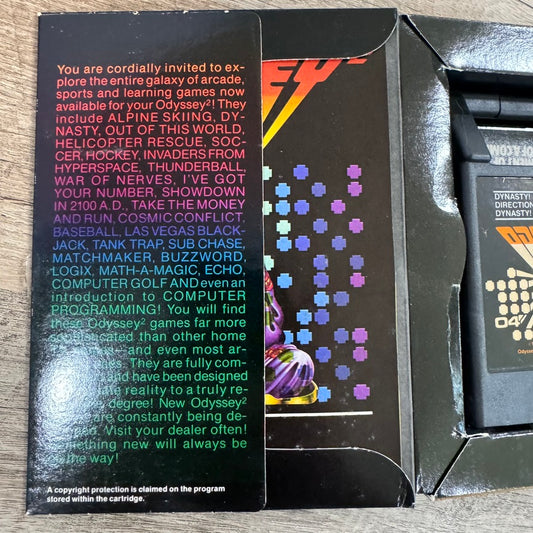 You are cordially invited to ex-
plore the entire galaxy of arcade,
sports and learning games now
available for your Odyssey²! They
include ALPINE SKIING, DY-
NASTY, OUT OF THIS WORLD,
HELICOPTER RESCUE, SOC-
CER, HOCKEY, INVADERS FROM
HYPERSPACE, THUNDERBALL,
WAR OF NERVES, I'VE GOT
YOUR NUMBER, SHOWDOWN
IN 2100 A.D., TAKE THE MONEY
AND RUN, COSMIC CONFLICT,
BASEBALL, LAS VEGAS BLACK-
JACK, TANK TRAP, SUB CHASE,
MATCHMAKER, BUZZWORD,
LOGIX, MATH-A-MAGIC, ECHO,
COMPUTER GOLF AND even an
introduction to COMPUTER
PROGRAMMING! You will find
these Odyssey² games far more
sophisticated than other home
and even most ar-
They are fully com-
and have been designed
reality to a truly re-
degree! New Odyssey²
are constantly being de-
Visit your dealer often!
something new will always be
the way!
A copyright protection is claimed on the program
stored within the cartridge.
DYNASTY!
DIRECTION
DYNASTY!
Odyssey